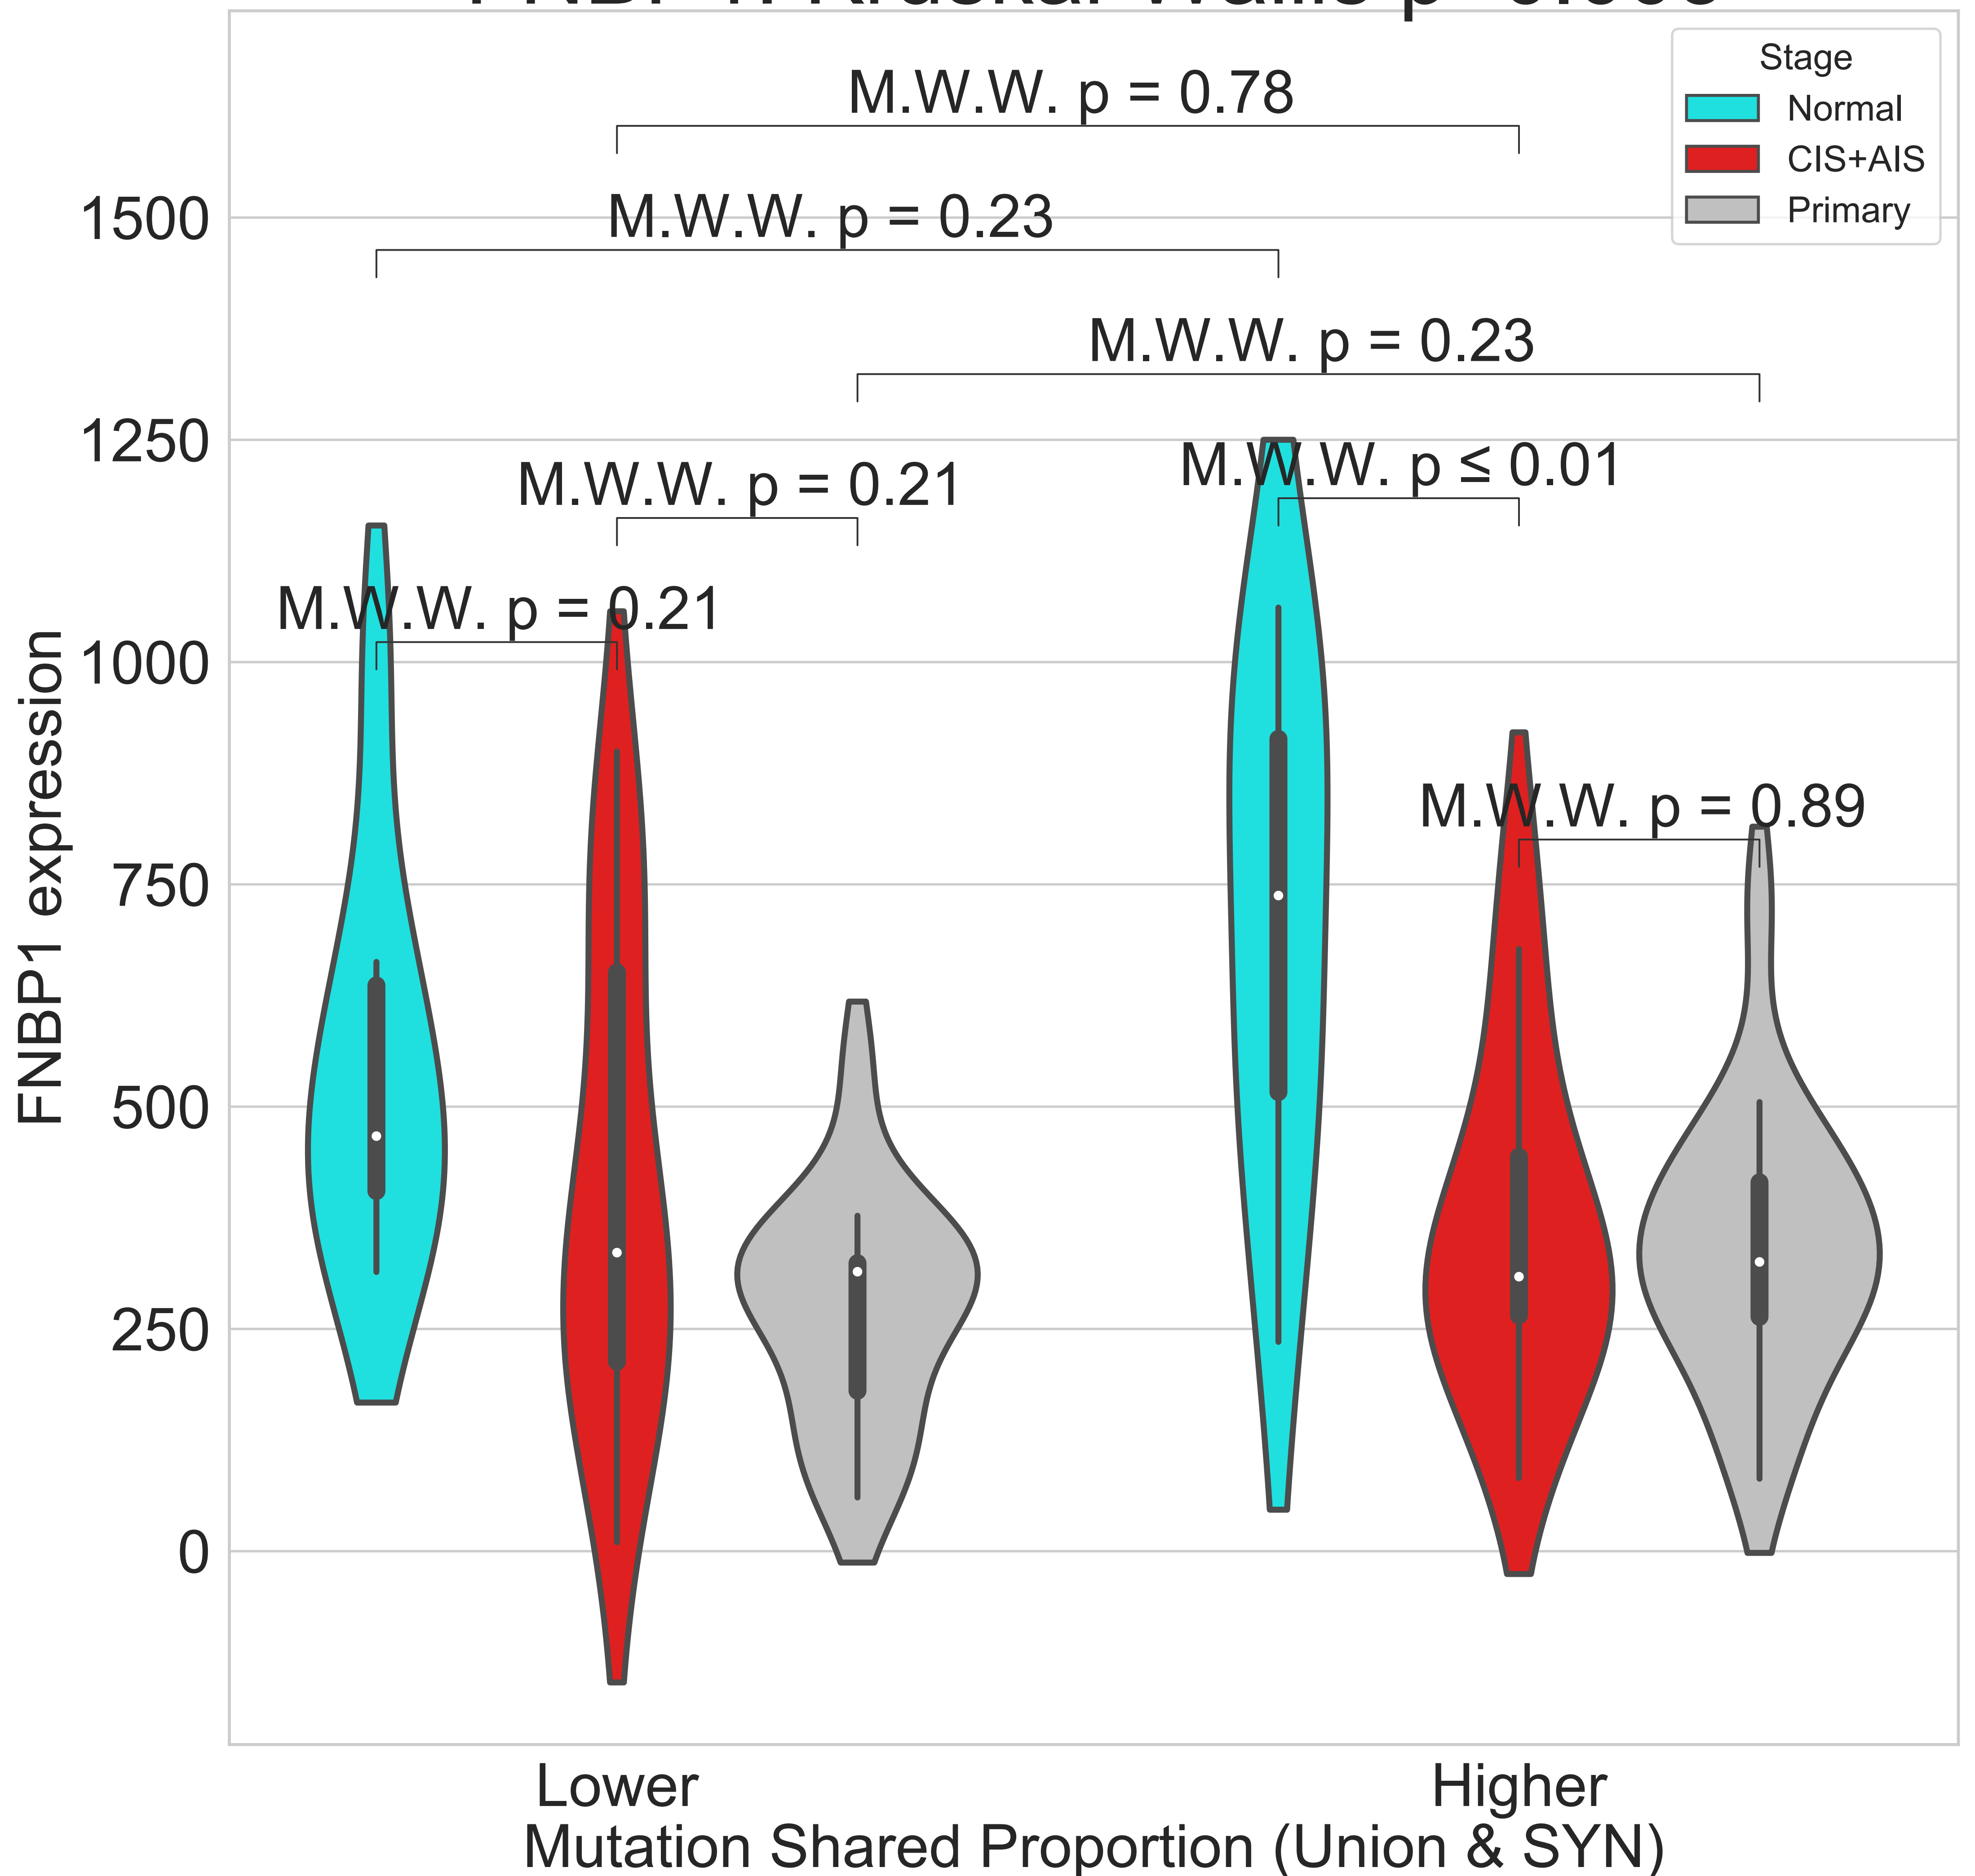 Stage
Normal
CIS+AIS
Primary
M.W.W. p = 0.78
M.W.W. p = 0.23
M.W.W. p = 0.23
M.W.W. p ≤ 0.01
M.W.W. p = 0.21
M.W.W. p = 0.21
M.W.W. p = 0.89
1500
1250
1000
750
500
250
0
FNBP1 expression
Lower
Higher
Mutation Shared Proportion (Union & SYN)